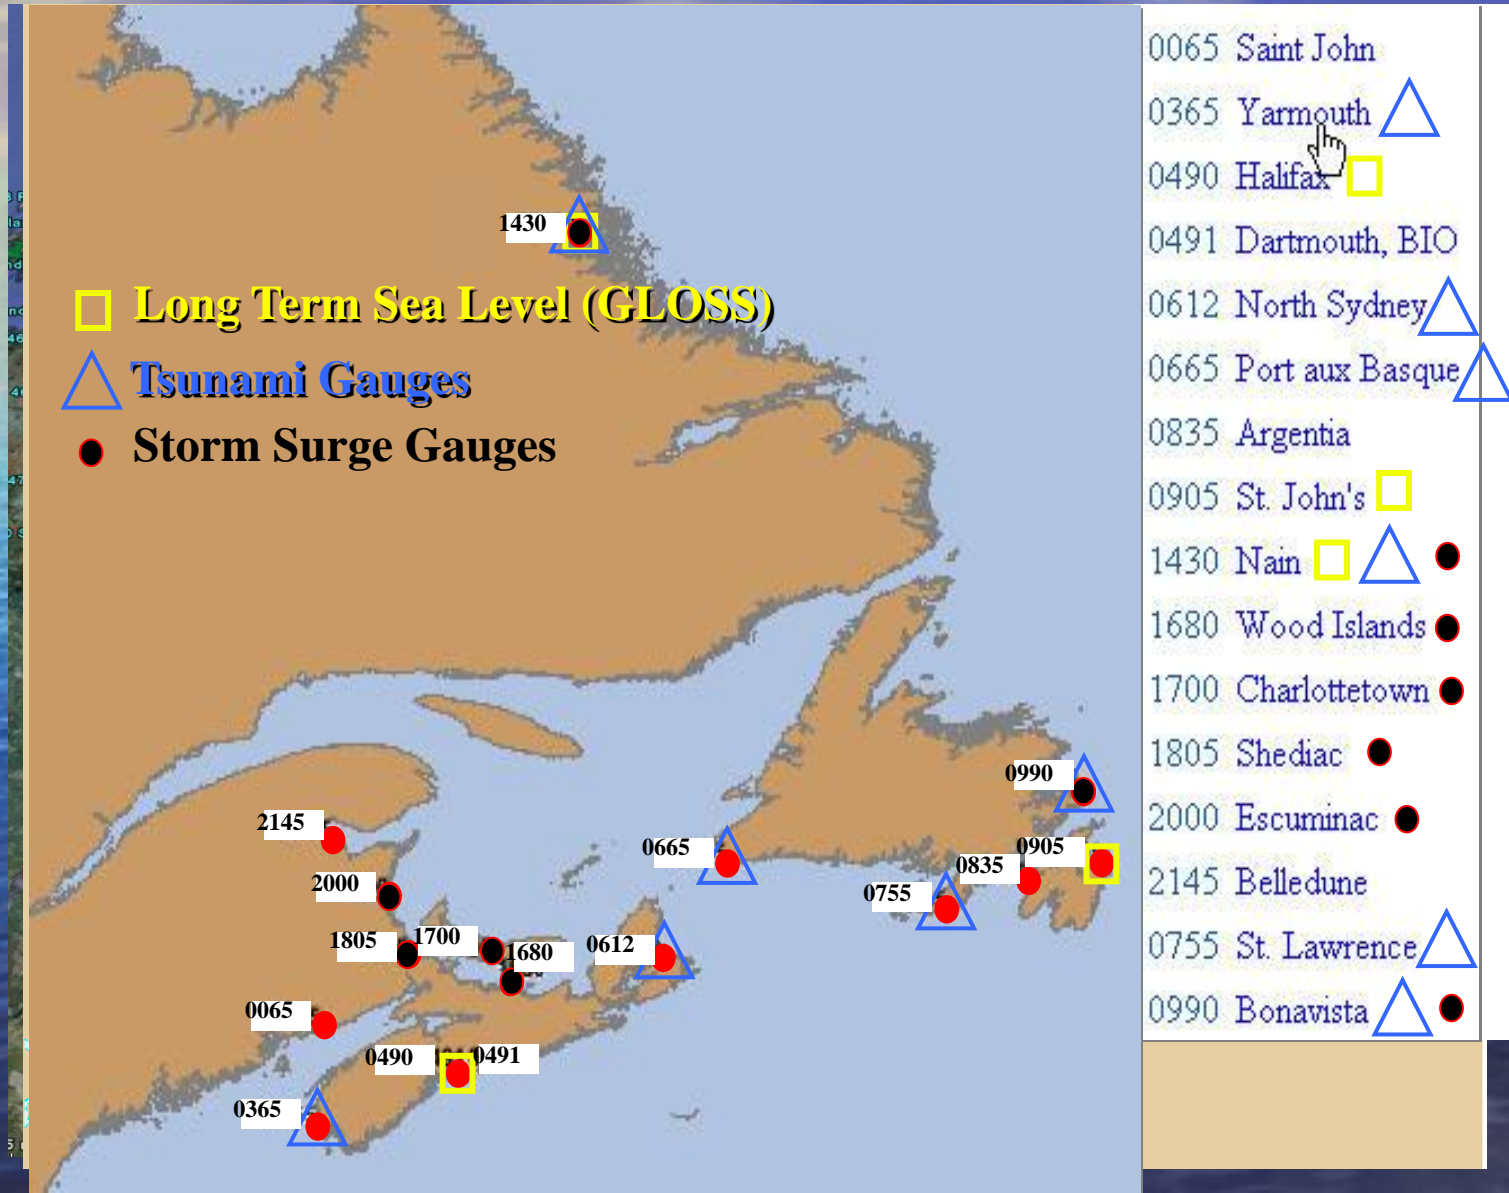 1430
Long Term Sea Level (GLOSS)
Tsunami Gauges
Storm Surge Gauges
0990
2145
0665
0905
0835
2000
0755
1805
1700
1680
0612
0065
0490
0491
0365
0065 Saint John
0365 Yarmouth
0490 Halifax
0491 Dartmouth, BIO
0612 North Sydney
0665 Port aux Basque
0835 Argentia
0905 St. John's
1430 Nain
1680 Wood Islands
1700 Charlottetown
1805 Shediac
2000 Escuminac
2145 Belledune
0755 St. Lawrence
0990 Bonavista